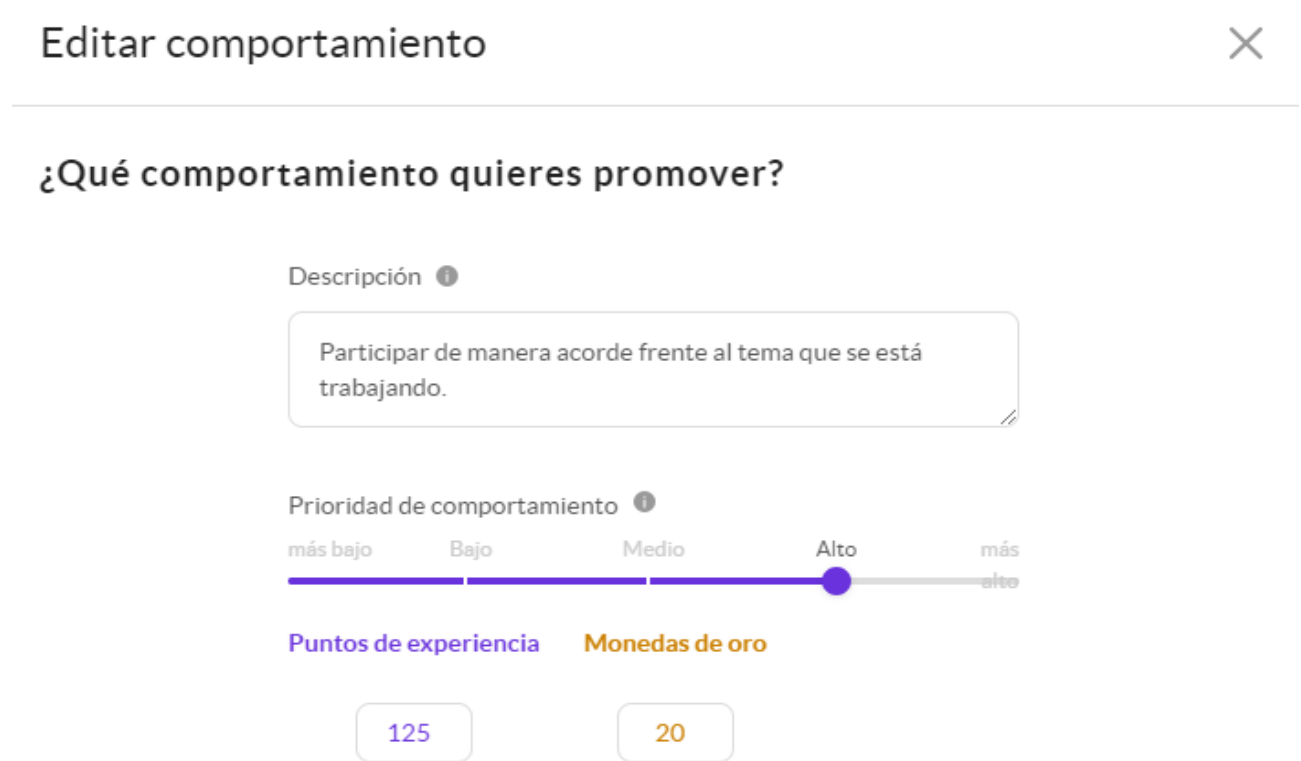 Editar comportamiento
¿Qué comportamiento quieres promover?
Descripción
Participar de manera acorde frente al tema que se está
trabajando.
Prioridad de comportamiento
más bajo Bajo Medio Alto más
alto
Puntos de experiencia Monedas de oro
125 20